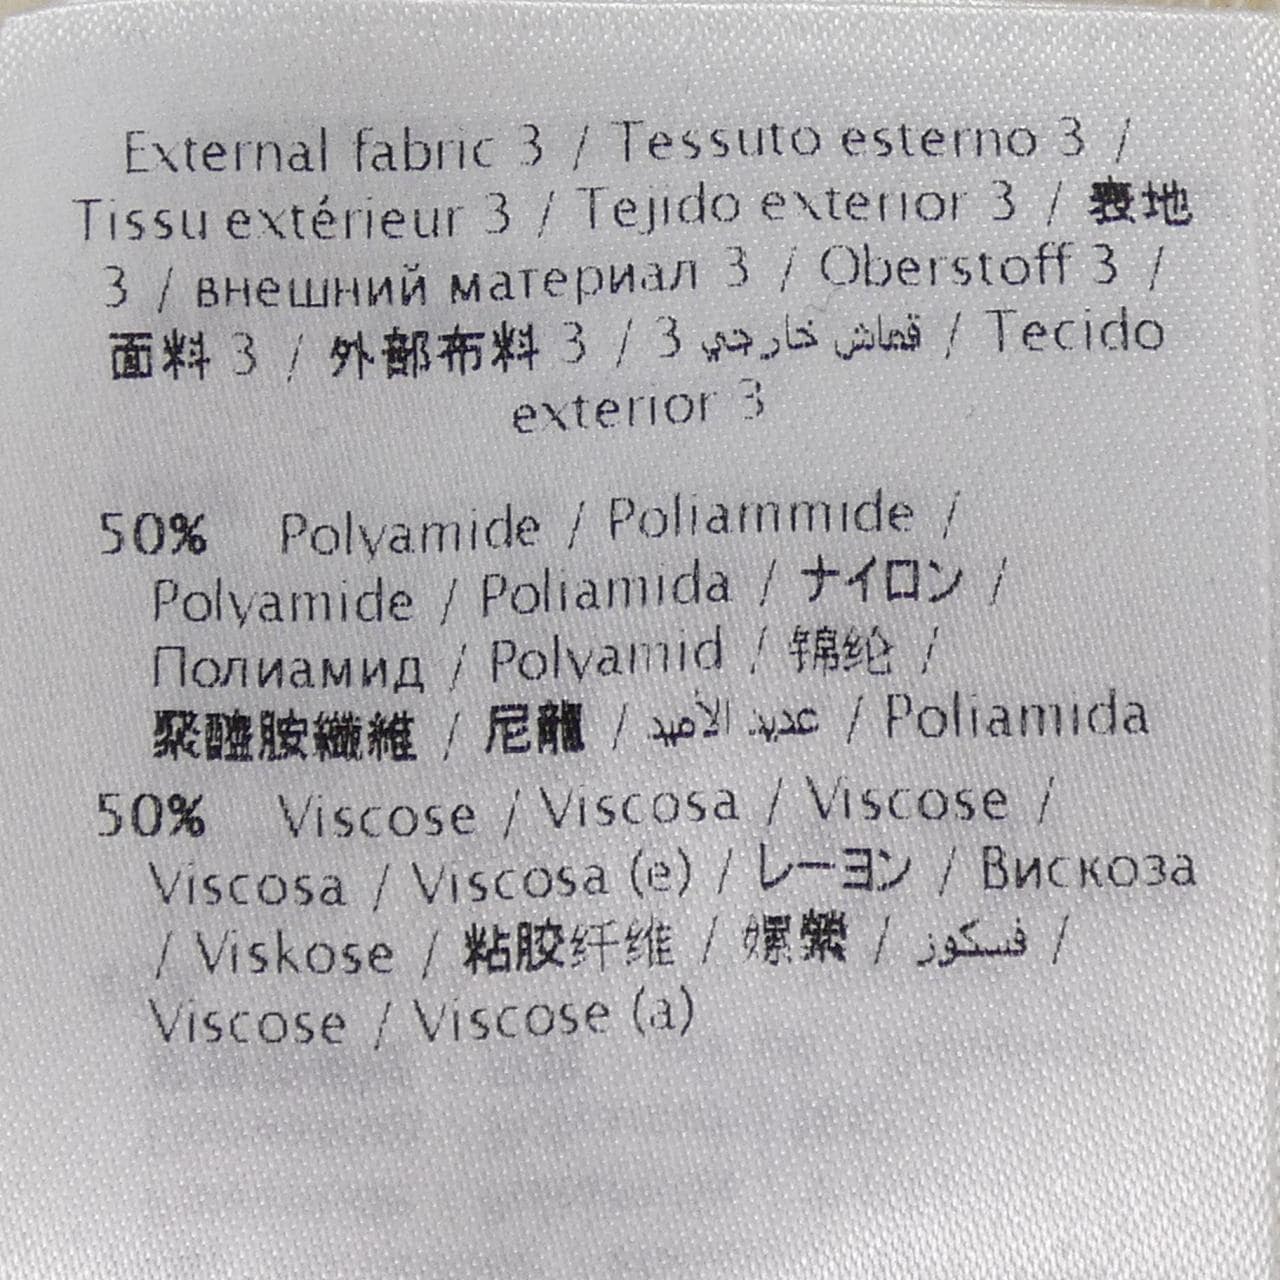 External fabric 3 / Tessuto esterno 3 /
Tissu extérieur 3 / Tejido exterior 3 / 表地
3 / внешний материал 3 / Oberstoff 3 /
面料 3 / 外部布料 3 / قماش خارجي 3 / Tecido
exterior 3
50% Polyamide / Poliammide /
Polyamide / Poliamida / ナイロン /
Полиамид / Polyamid / 锦纶 /
聚醯胺纖維 / 尼龍 / عديد الأميد / Poliamida
50% Viscose / Viscosa / Viscose /
Viscosa / Viscosa (e) / レーヨン / Вискоза
/ Viskose / 粘胶纤维 / 嫘縈 / فسكوز /
Viscose / Viscose (a)